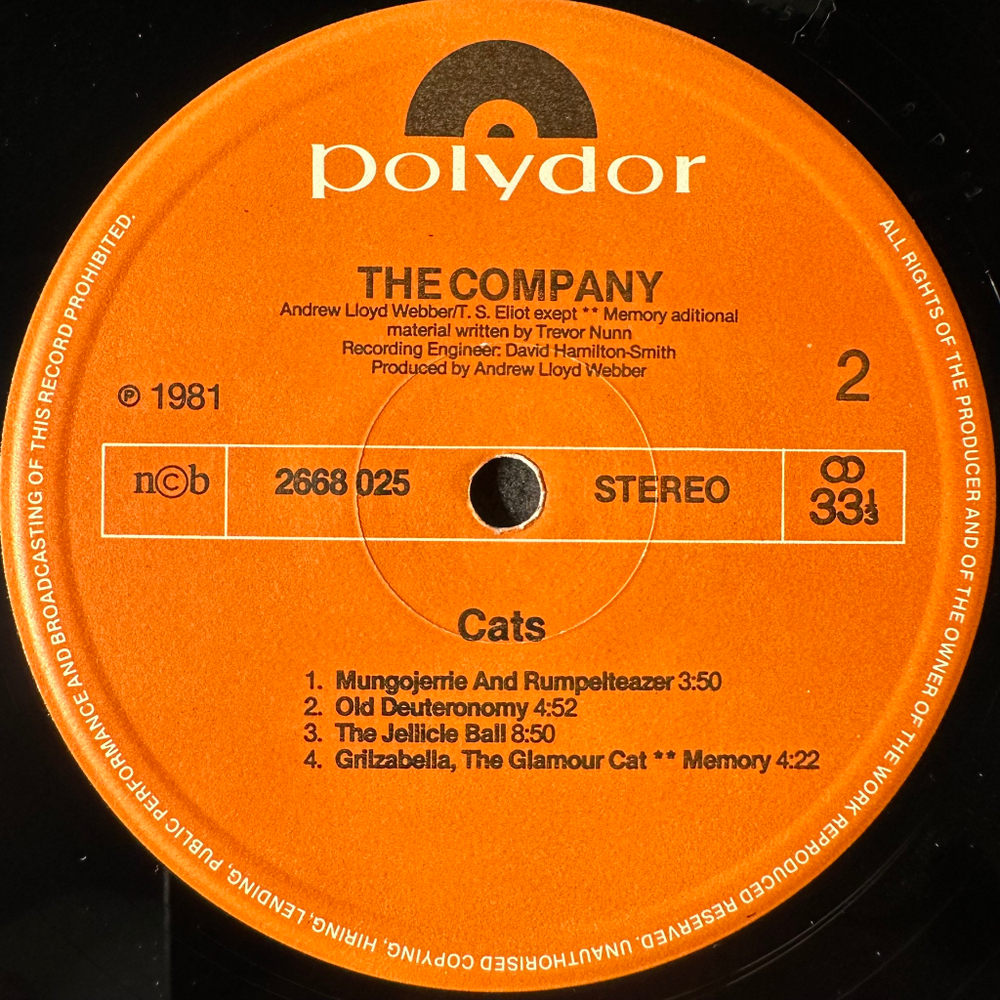 polydor
THE COMPANY
Andrew Lloyd Webber/T. S. Eliot exept ** Memory aditional
material written by Trevor Nunn
Recording Engineer: David Hamilton-Smith
Produced by Andrew Lloyd Webber
℗ 1981
2
n©b
2668 025
STEREO
33⅓
Cats
1. Mungojerrie And Rumpelteazer 3:50
2. Old Deuteronomy 4:52
3. The Jellicle Ball 8:50
4. Grilzabella, The Glamour Cat ** Memory 4:22
ALL RIGHTS OF THE PRODUCER AND OF THE OWNER OF THE WORK REPRODUCED RESERVED. UNAUTHORISED COPYING, HIRING, LENDING, PUBLIC PERFORMANCE AND BROADCASTING OF THIS RECORD PROHIBITED.